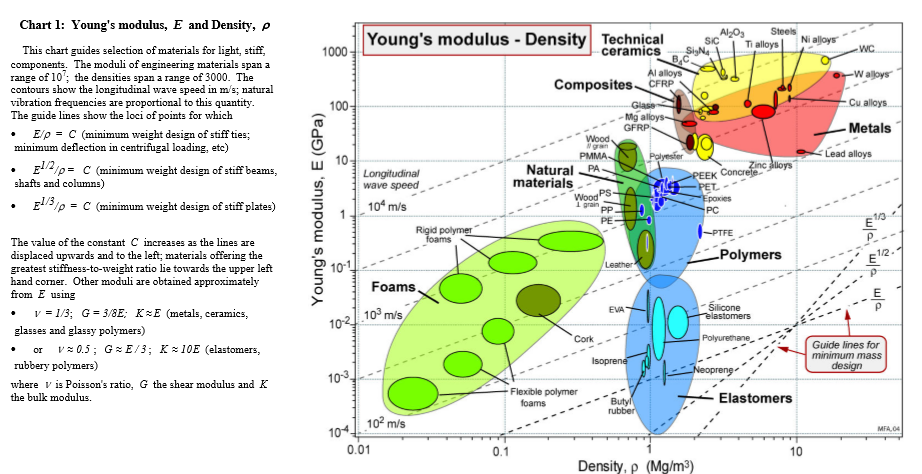 Chart 1: Young's modulus, E and Density, ρ
This chart guides selection of materials for light, stiff,
components. The moduli of engineering materials span a
range of 10⁷; the densities span a range of 3000. The
contours show the longitudinal wave speed in m/s; natural
vibration frequencies are proportional to this quantity.
The guide lines show the loci of points for which
• E/ρ = C (minimum weight design of stiff ties;
minimum deflection in centrifugal loading, etc)
• E^1/2/ρ = C (minimum weight design of stiff beams,
shafts and columns)
• E^1/3/ρ = C (minimum weight design of stiff plates)
The value of the constant C increases as the lines are
displaced upwards and to the left; materials offering the
greatest stiffness-to-weight ratio lie towards the upper left
hand corner. Other moduli are obtained approximately
from E using
• ν = 1/3; G = 3/8E; K≈E (metals, ceramics,
glasses and glassy polymers)
• or ν ≈ 0.5 ; G ≈ E / 3 ; K ≈ 10E (elastomers,
rubbery polymers)
where ν is Poisson's ratio, G the shear modulus and K
the bulk modulus.
Young's modulus - Density
Young's modulus, E (GPa)
1000
100
10
1
10⁻¹
10⁻²
10⁻³
10⁻⁴
Technical
ceramics
B₄C
Si₃N₄
SiC
Al₂O₃
Ti alloys
Steels
Ni alloys
WC
W alloys
Cu alloys
Metals
Lead alloys
Zinc alloys
Composites
Al alloys
CFRP
Glass
Mg alloys
GFRP
Concrete
Wood
// grain
PMMA
PA
Natural
materials
PS
Wood
⊥ grain
PP
PE
Leather
Polyester
PEEK
PET
Epoxies
PC
PTFE
Polymers
Longitudinal
wave speed
10⁴ m/s
Rigid polymer
foams
Foams
10³ m/s
Cork
Flexible polymer
foams
10² m/s
EVA
Silicone
elastomers
Polyurethane
Isoprene
Neoprene
Butyl
rubber
Elastomers
E^1/3
ρ
E^1/2
ρ
E
ρ
Guide lines for
minimum mass
design
MFA, 04
0.01
0.1
1
10
Density, ρ (Mg/m³)